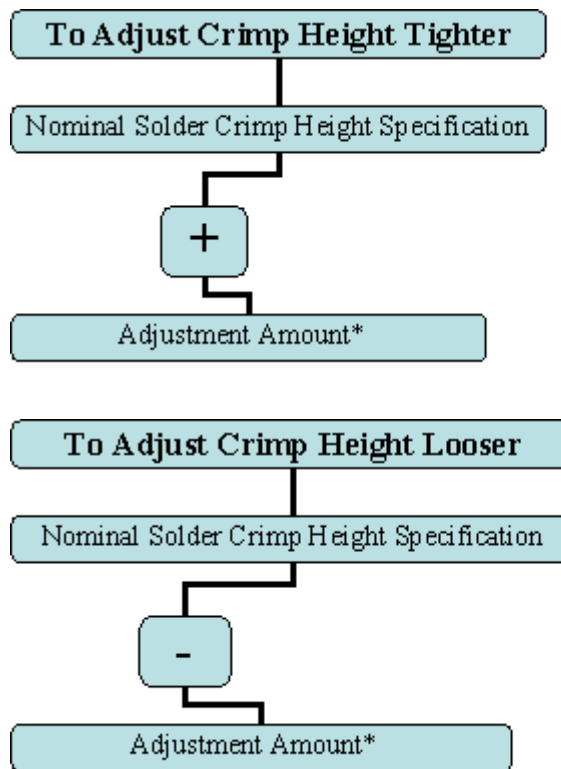 To Adjust Crimp Height Tighter
Nominal Solder Crimp Height Specification
+
Adjustment Amount*
To Adjust Crimp Height Looser
Nominal Solder Crimp Height Specification
-
Adjustment Amount*